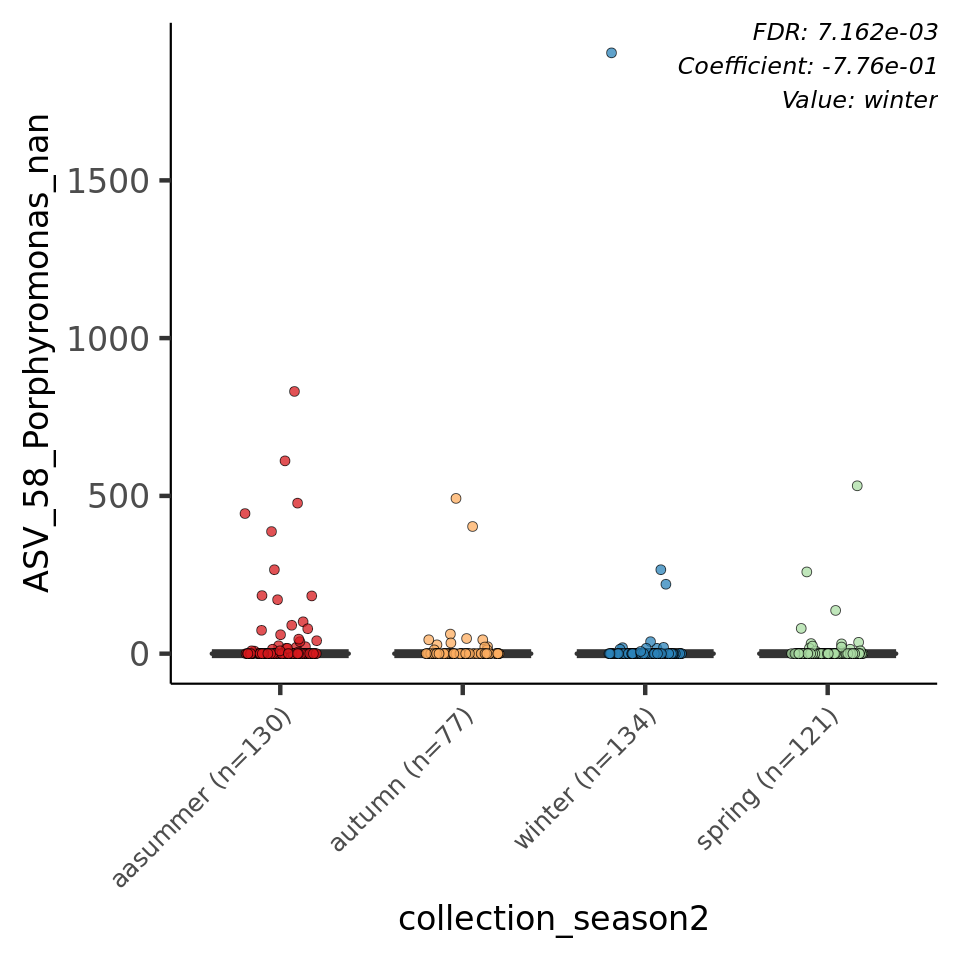 FDR: 7.162e-03
Coefficient: -7.76e-01
Value: winter
ASV_58_Porphyromonas_nan
1500
1000
500
0
aasummer (n=130)
autumn (n=77)
winter (n=134)
spring (n=121)
collection_season2